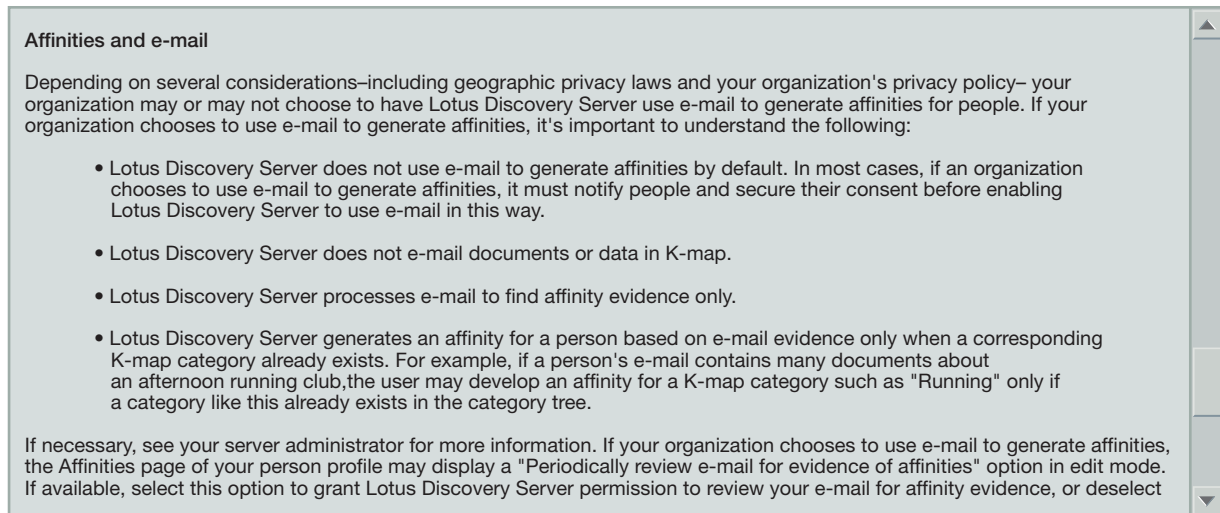 Affinities and e-mail
Depending on several considerations–including geographic privacy laws and your organization's privacy policy– your
organization may or may not choose to have Lotus Discovery Server use e-mail to generate affinities for people. If your
organization chooses to use e-mail to generate affinities, it's important to understand the following:
• Lotus Discovery Server does not use e-mail to generate affinities by default. In most cases, if an organization
chooses to use e-mail to generate affinities, it must notify people and secure their consent before enabling
Lotus Discovery Server to use e-mail in this way.
• Lotus Discovery Server does not e-mail documents or data in K-map.
• Lotus Discovery Server processes e-mail to find affinity evidence only.
• Lotus Discovery Server generates an affinity for a person based on e-mail evidence only when a corresponding
K-map category already exists. For example, if a person's e-mail contains many documents about
an afternoon running club,the user may develop an affinity for a K-map category such as "Running" only if
a category like this already exists in the category tree.
If necessary, see your server administrator for more information. If your organization chooses to use e-mail to generate affinities,
the Affinities page of your person profile may display a "Periodically review e-mail for evidence of affinities" option in edit mode.
If available, select this option to grant Lotus Discovery Server permission to review your e-mail for affinity evidence, or deselect